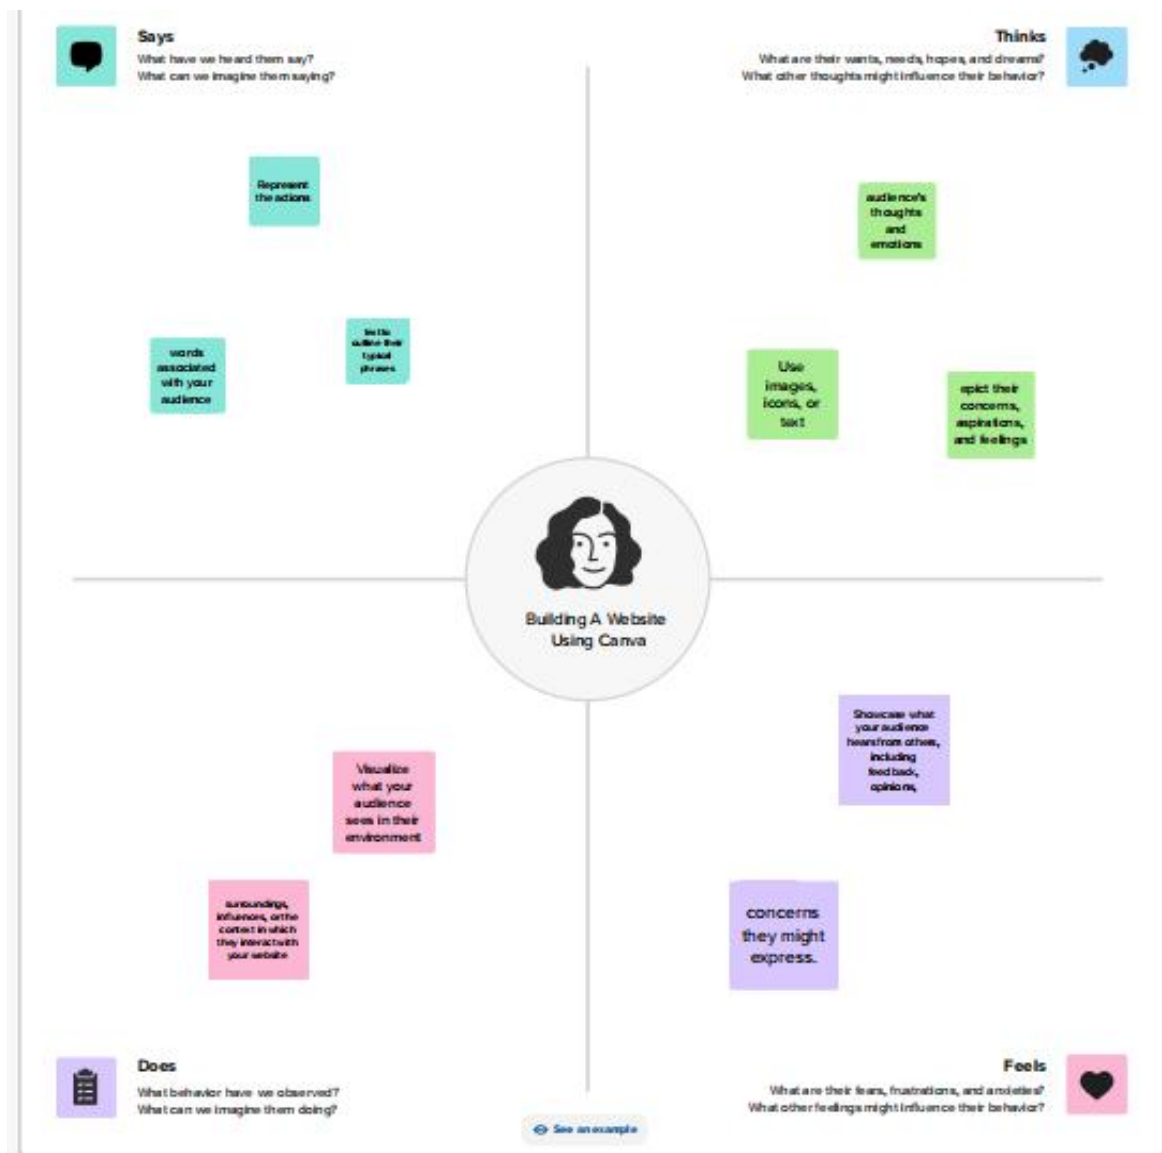 Says
What have we heard them say?
What can we imagine them saying?
Thinks
What are their wants, needs, hopes, and dreams?
What other thoughts might influence their behavior?
Represent
the actions
words
associated
with your
audience
text to
outline their
typical
phrases
audience's
thoughts
and
emotions
Use
images,
icons, or
text
epict their
concerns,
aspirations,
and feelings
Building A Website
Using Canva
Visualize
what your
audience
sees in their
environment
surroundings,
influences, or the
context in which
they interact with
your website
Showcase what
your audience
hears from others,
including
feedback,
opinions,
concerns
they might
express.
Does
What behavior have we observed?
What can we imagine them doing?
Feels
What are their fears, frustrations, and anxieties?
What other feelings might influence their behavior?
See an example